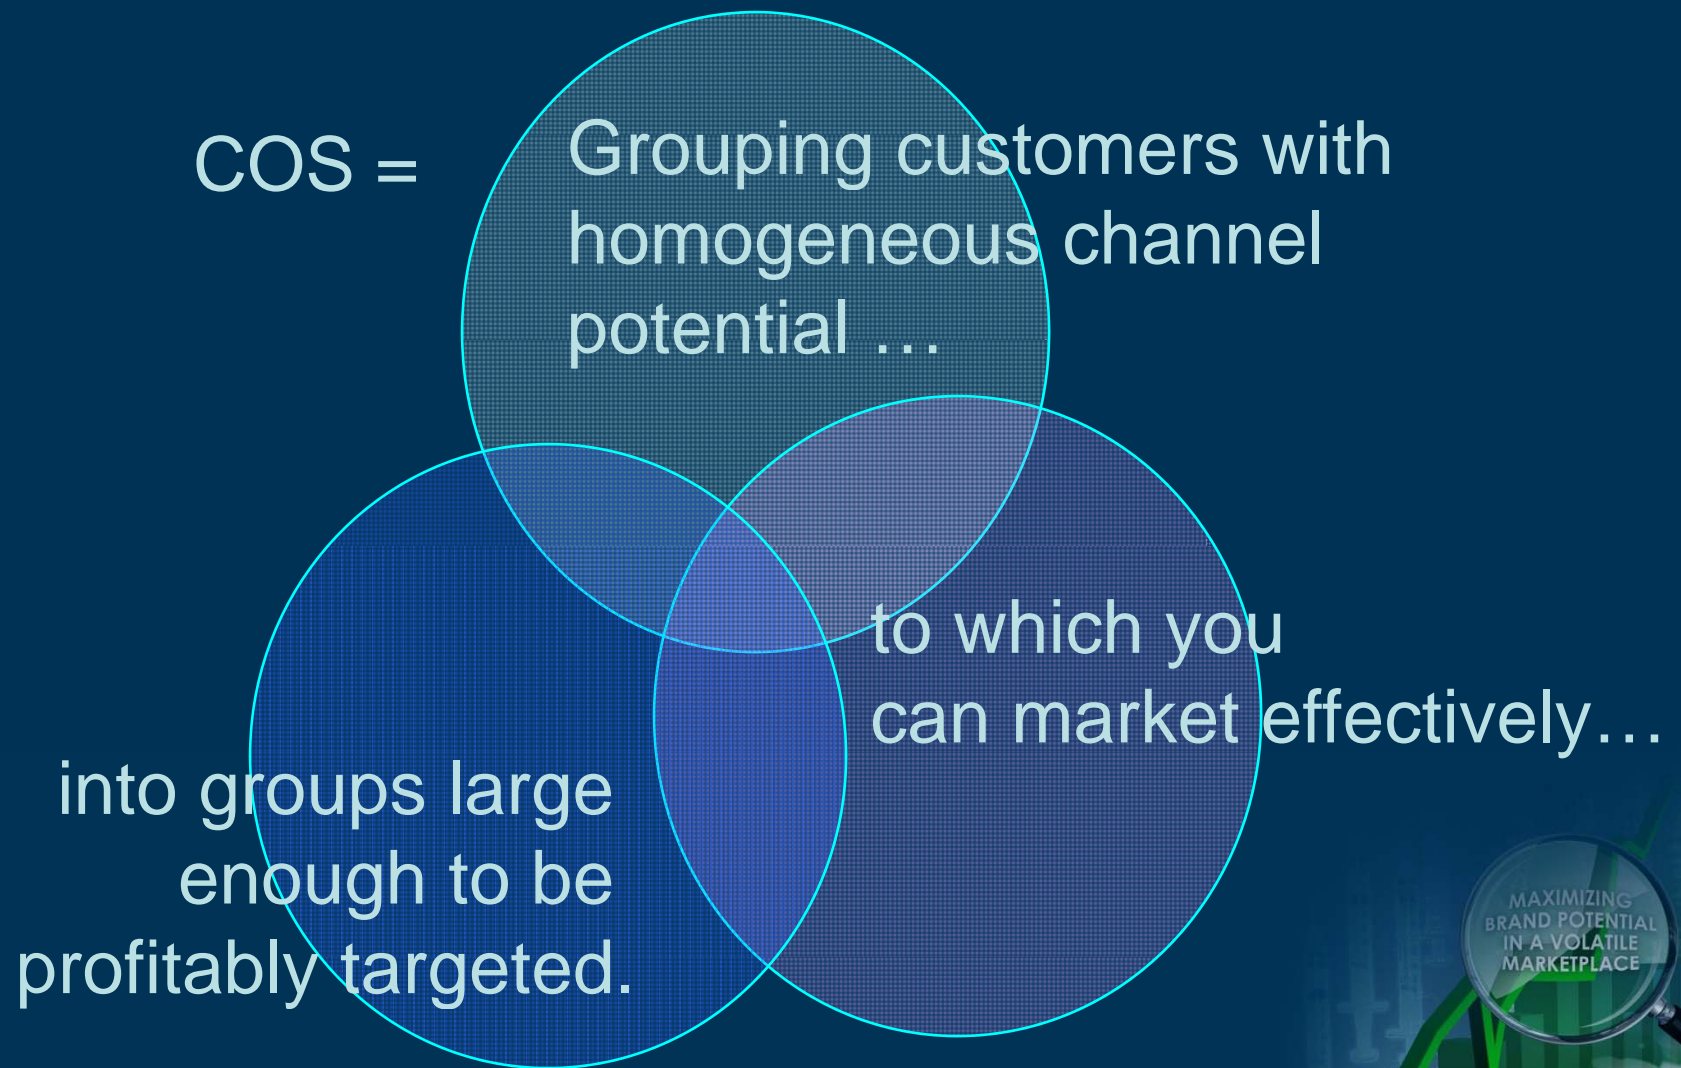 COS =
Grouping customers with
homogeneous channel
potential …
to which you
can market effectively…
into groups large
enough to be
profitably targeted.
MAXIMIZING
BRAND POTENTIAL
IN A VOLATILE
MARKETPLACE